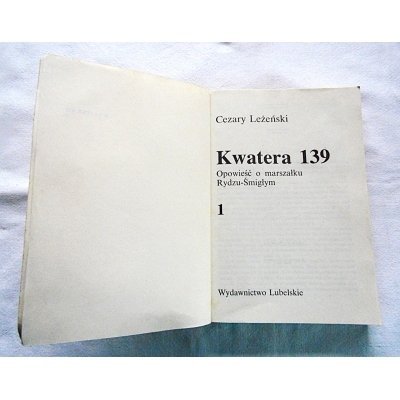 Cezary Leżeński
Kwatera 139
Opowieść o marszałku
Rydzu-Śmigłym
1
Wydawnictwo Lubelskie